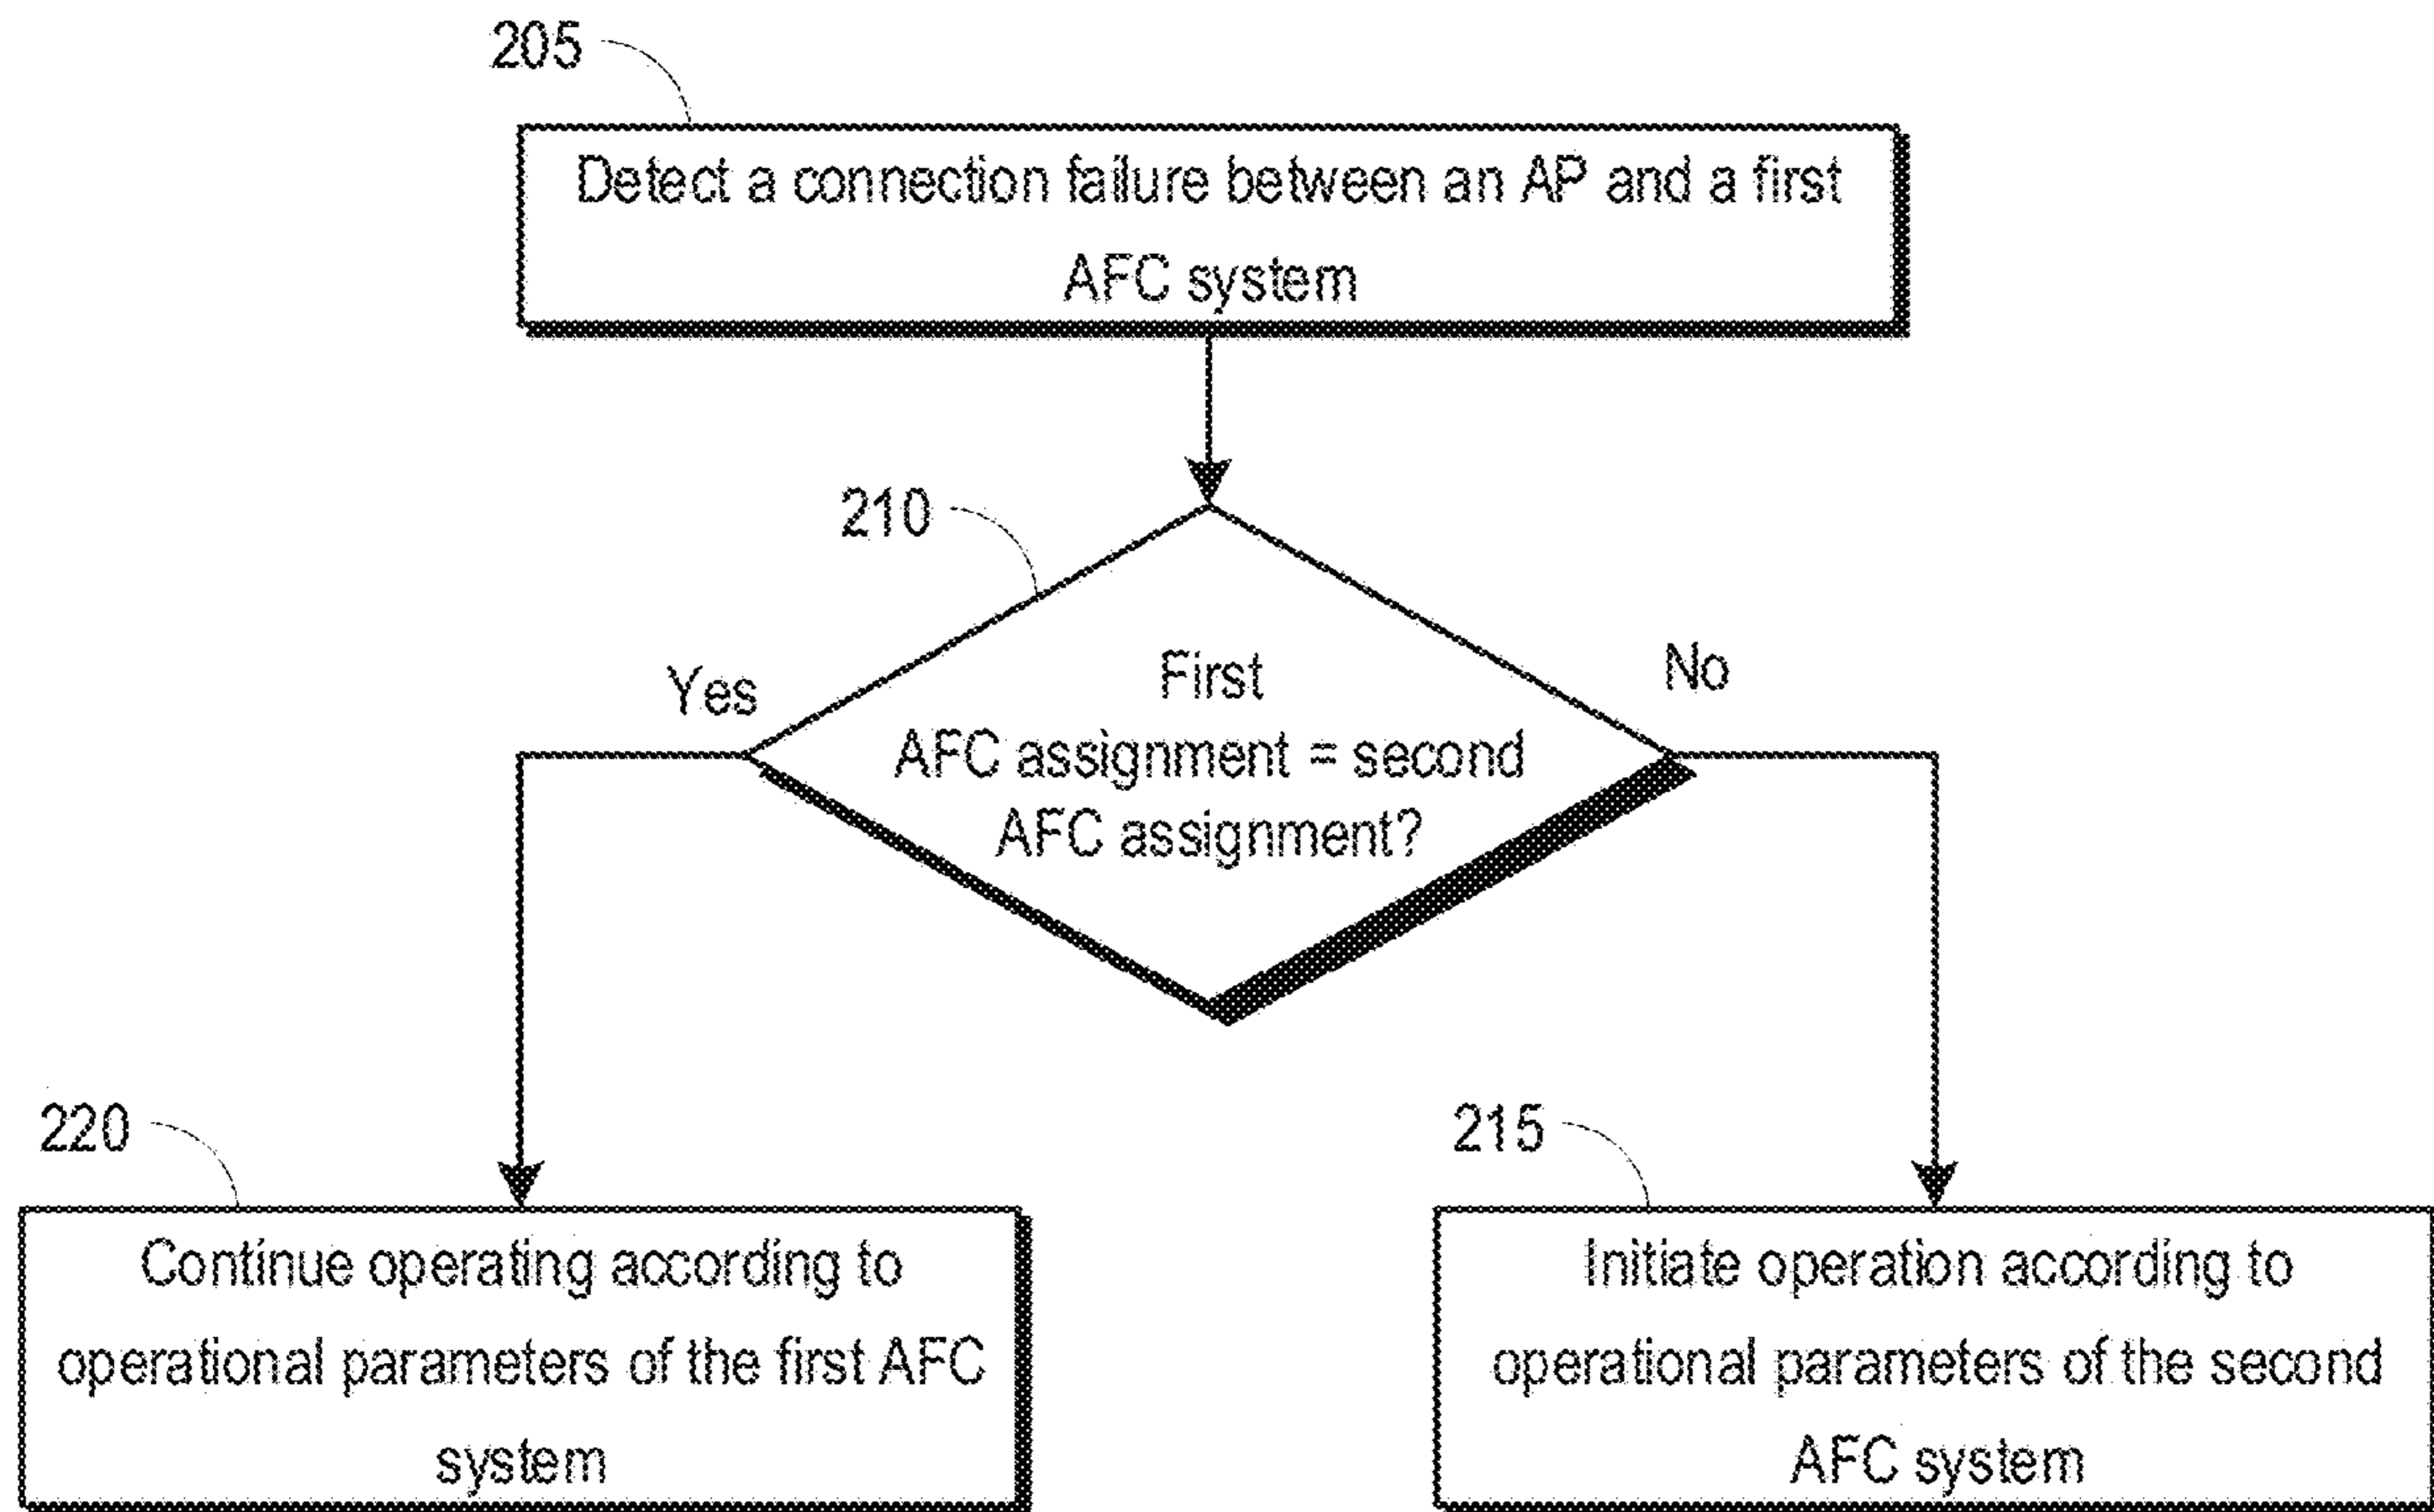 205
Detect a connection failure between an AP and a first
AFC system
210
Yes
No
First
AFC assignment = second
AFC assignment?
220
215
Continue operating according to
operational parameters of the first AFC
system
Initiate operation according to
operational parameters of the second
AFC system